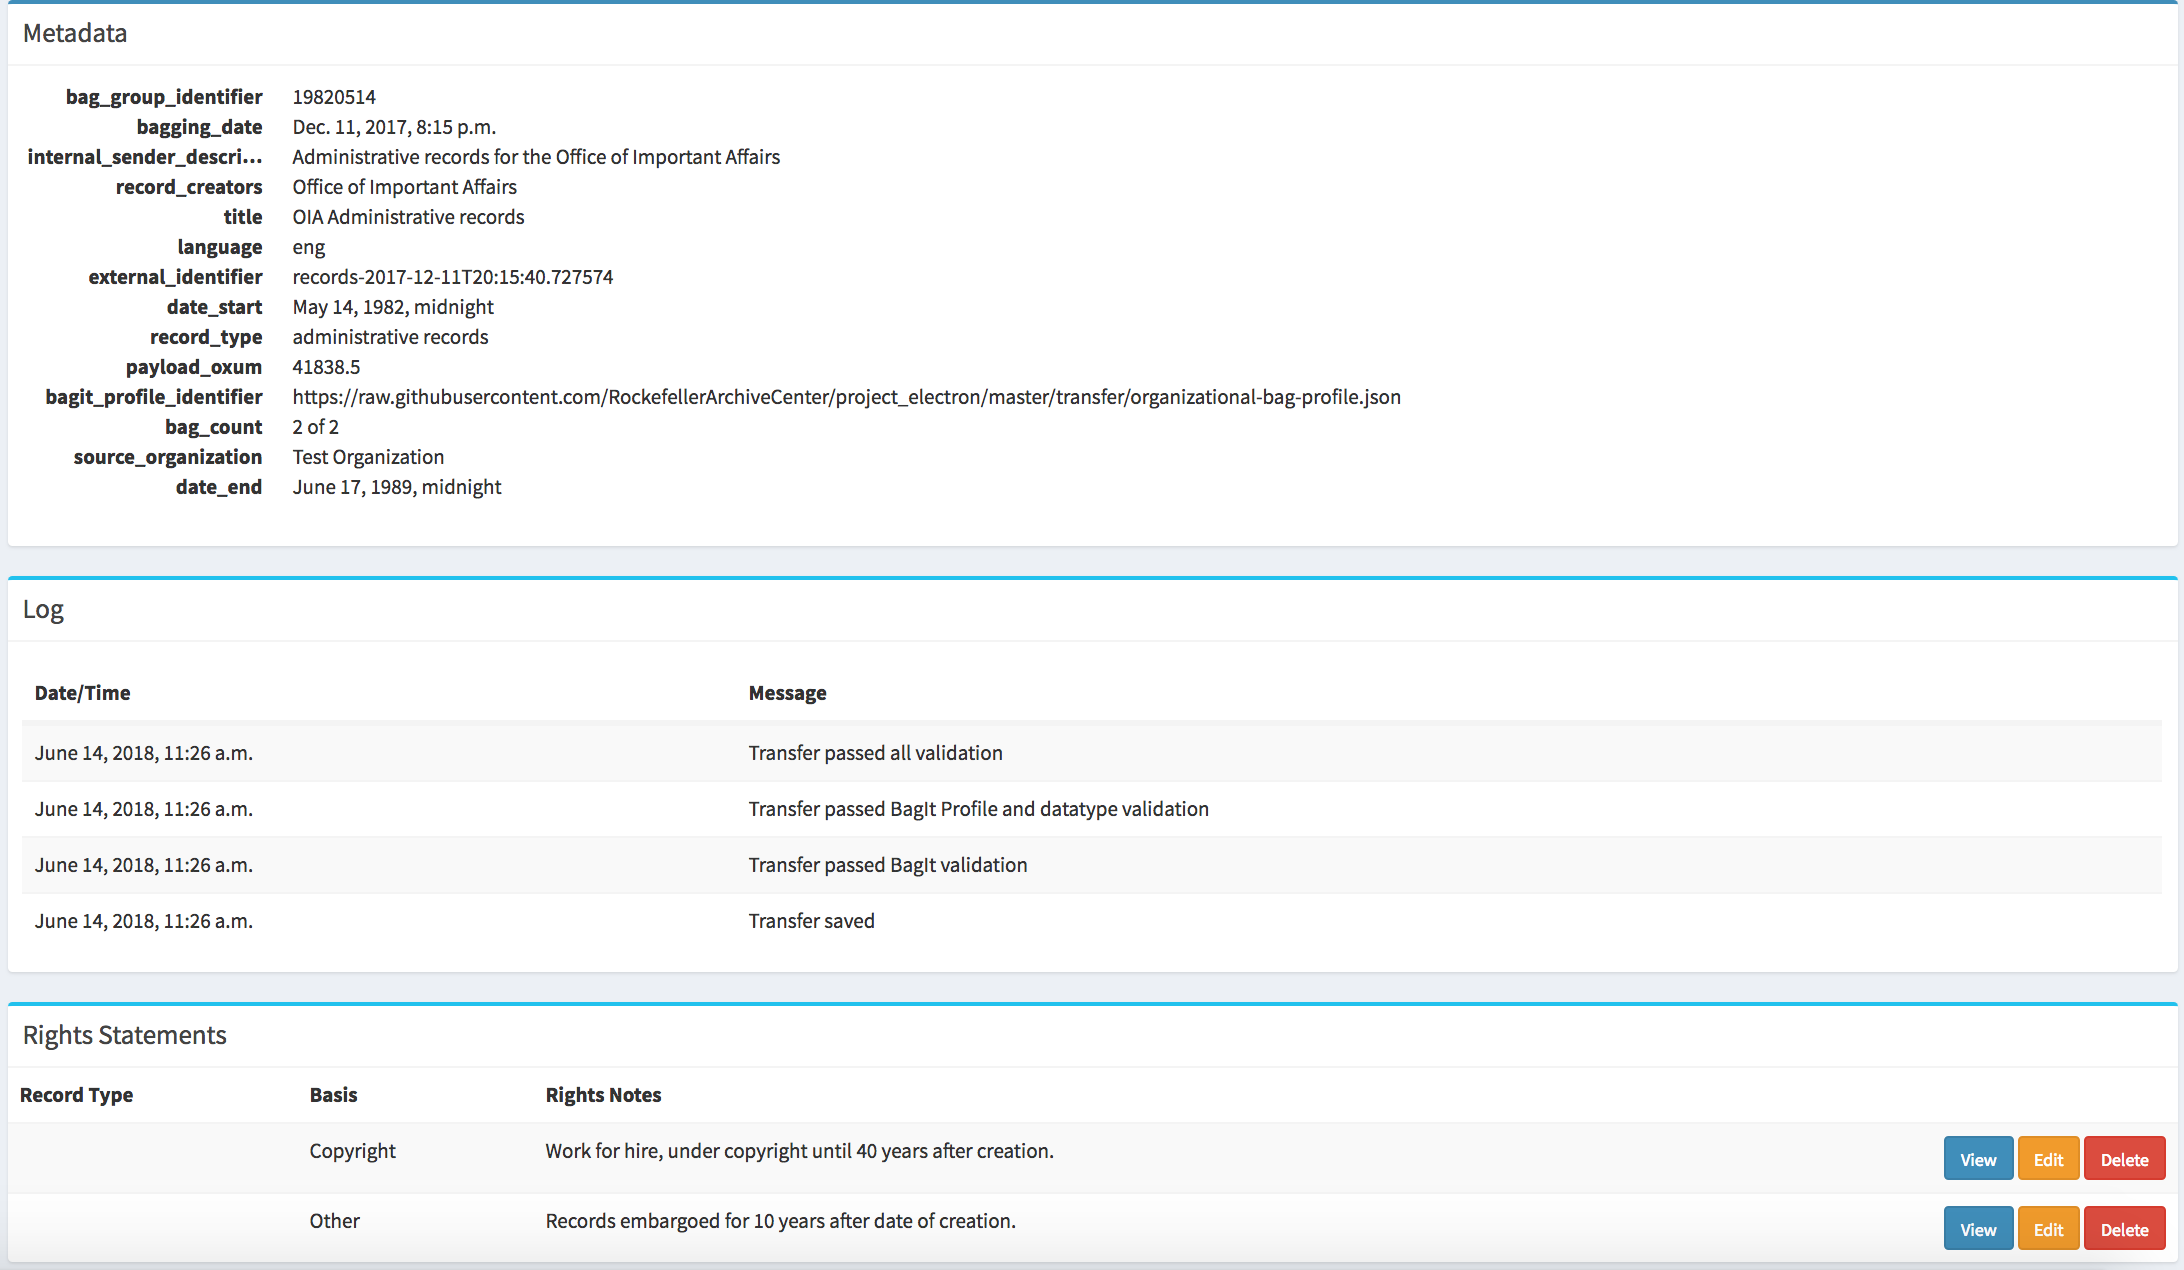 Metadata
bag_group_identifier 19820514
bagging_date Dec. 11, 2017, 8:15 p.m.
internal_sender_descri... Administrative records for the Office of Important Affairs
record_creators Office of Important Affairs
title OIA Administrative records
language eng
external_identifier records-2017-12-11T20:15:40.727574
date_start May 14, 1982, midnight
record_type administrative records
payload_oxum 41838.5
bagit_profile_identifier https://raw.githubusercontent.com/RockefellerArchiveCenter/project_electron/master/transfer/organizational-bag-profile.json
bag_count 2 of 2
source_organization Test Organization
date_end June 17, 1989, midnight
Log
Date/Time Message
June 14, 2018, 11:26 a.m. Transfer passed all validation
June 14, 2018, 11:26 a.m. Transfer passed BagIt Profile and datatype validation
June 14, 2018, 11:26 a.m. Transfer passed BagIt validation
June 14, 2018, 11:26 a.m. Transfer saved
Rights Statements
Record Type Basis Rights Notes
Copyright Work for hire, under copyright until 40 years after creation. View Edit Delete
Other Records embargoed for 10 years after date of creation. View Edit Delete